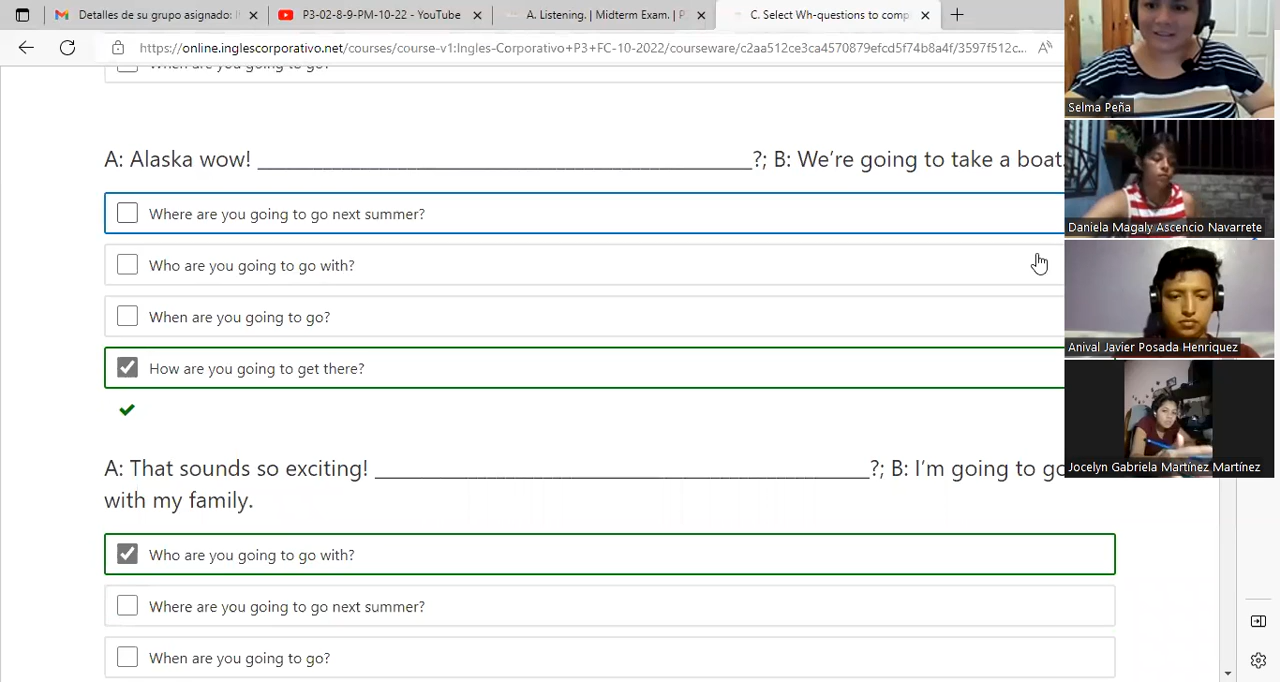 Detalles de su grupo asignado: I
P3-02-8-9-PM-10-22 - YouTube
A. Listening. | Midterm Exam. | P
C. Select Wh-questions to comp
https://online.inglescorporativo.net/courses/course-v1:Ingles-Corporativo+P3+FC-10-2022/courseware/c2aa512ce3ca4570879efcd5f74b8a4f/3597f512c...
When are you going to go?
A: Alaska wow! ______________________________?; B: We're going to take a boat.
Where are you going to go next summer?
Who are you going to go with?
When are you going to go?
How are you going to get there?
A: That sounds so exciting! ______________________________?; B: I'm going to go
with my family.
Who are you going to go with?
Where are you going to go next summer?
When are you going to go?
Selma Peña
Daniela Magaly Ascencio Navarrete
Anival Javier Posada Henriquez
Jocelyn Gabriela Martínez Martínez